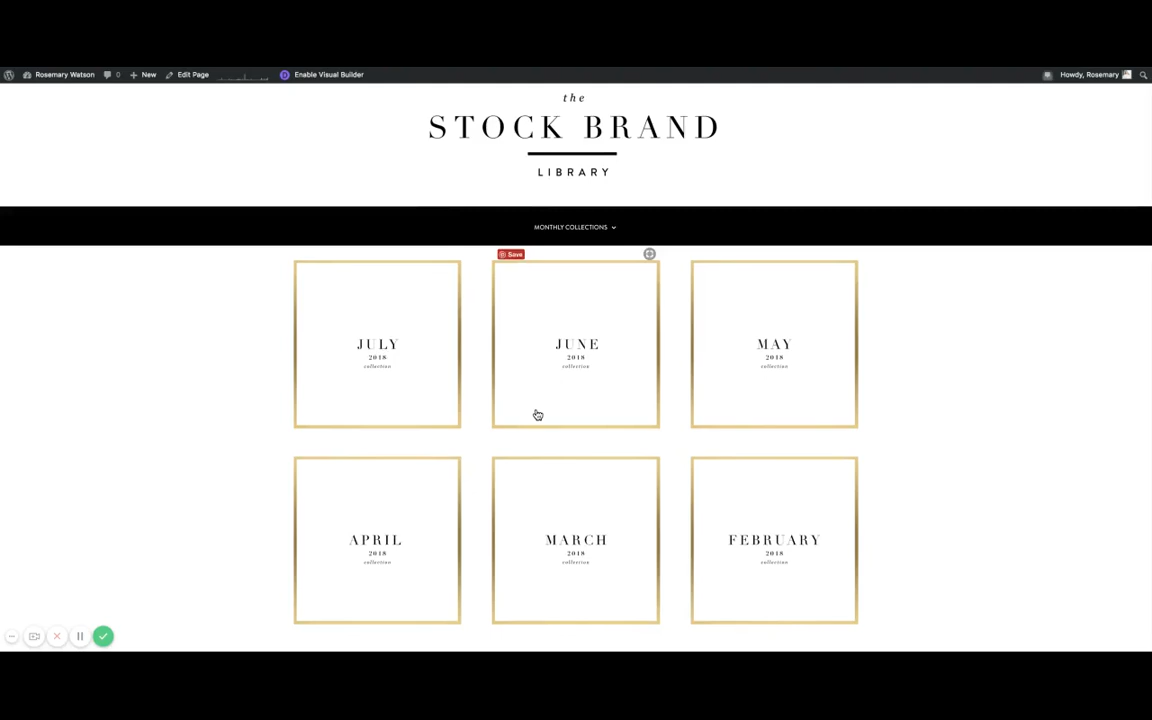 Rosemary Watson 0 New Edit Page Enable Visual Builder Howdy, Rosemary
the
STOCK BRAND
LIBRARY
MONTHLY COLLECTIONS
Save
JULY
2018
collection
JUNE
2018
collection
MAY
2018
collection
APRIL
2018
collection
MARCH
2018
collection
FEBRUARY
2018
collection